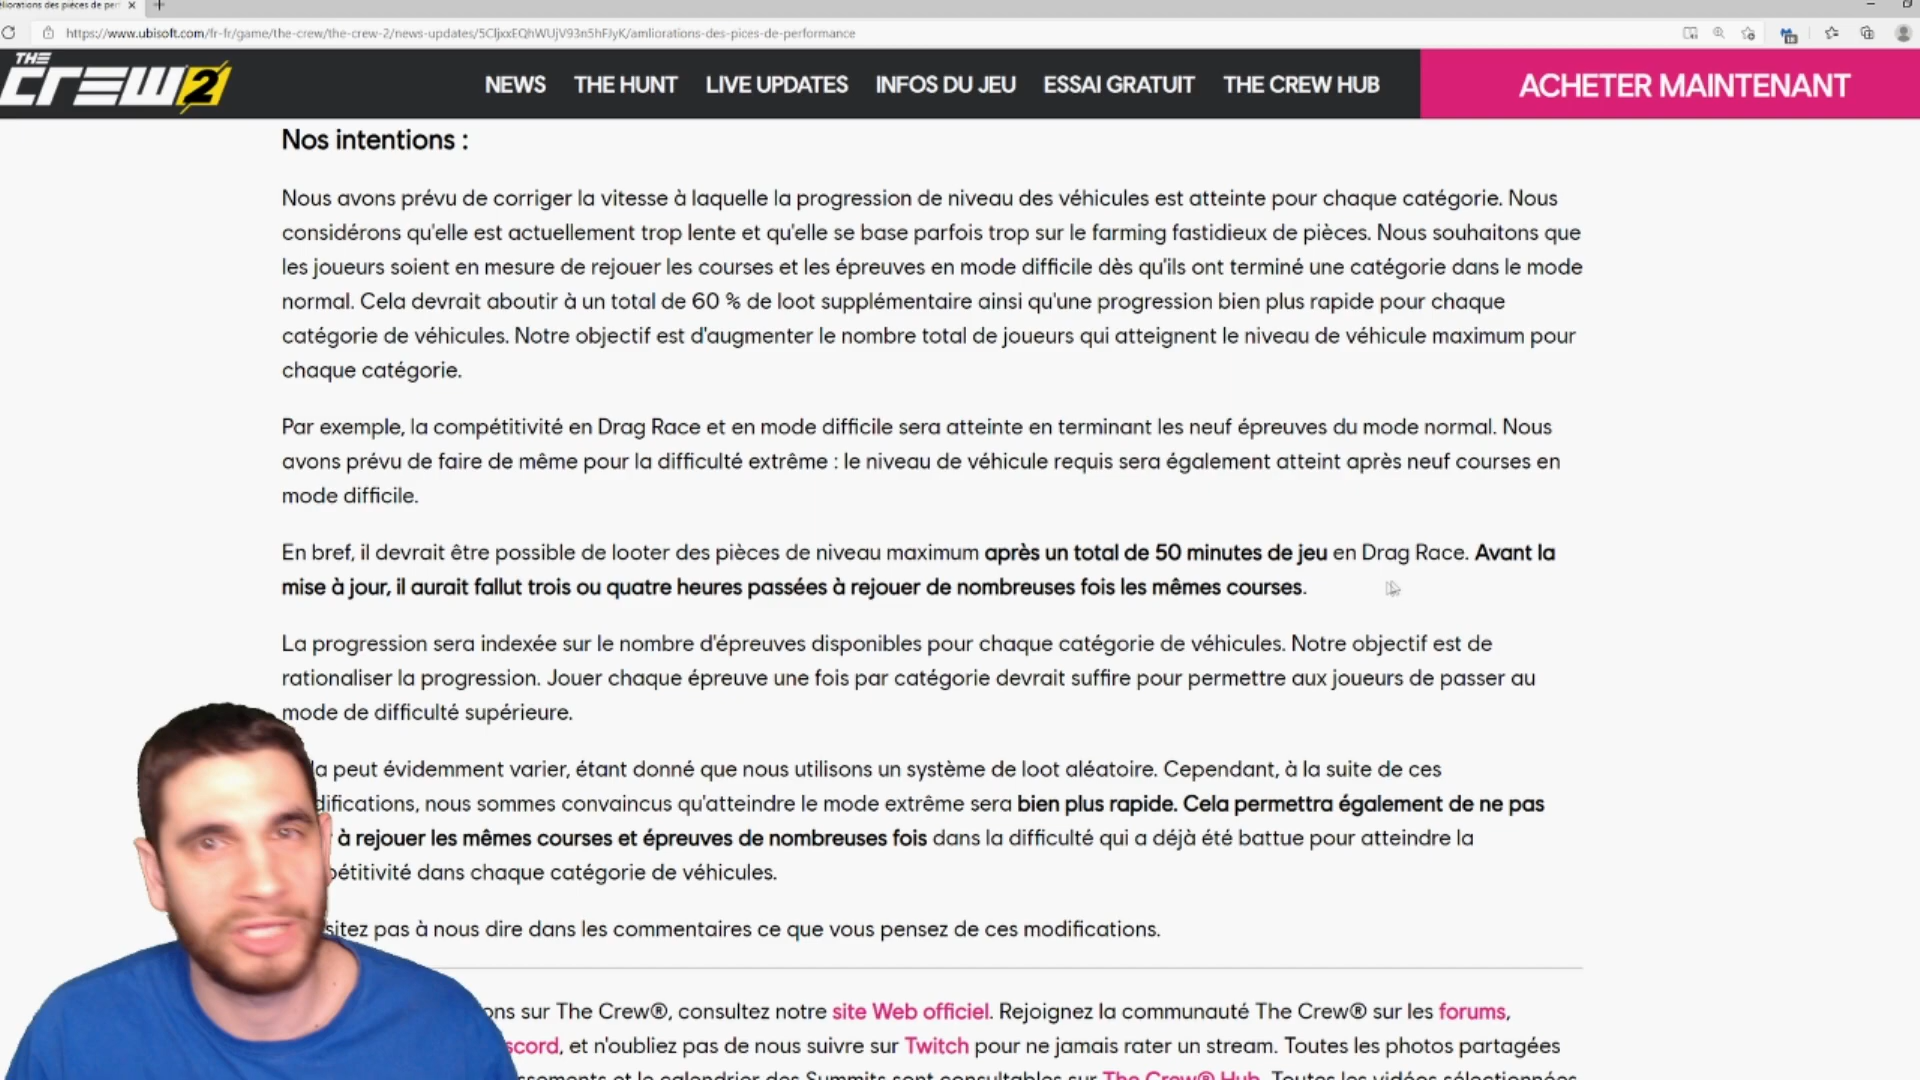 https://www.ubisoft.com/fr-fr/game/the-crew/the-crew-2/news-updates/5CljxxEQhWUjV93n5hFJyK/amliorations-des-pices-de-performance
THE CREW 2
NEWS THE HUNT LIVE UPDATES INFOS DU JEU ESSAI GRATUIT THE CREW HUB ACHETER MAINTENANT
Nos intentions :
Nous avons prévu de corriger la vitesse à laquelle la progression de niveau des véhicules est atteinte pour chaque catégorie. Nous
considérons qu'elle est actuellement trop lente et qu'elle se base parfois trop sur le farming fastidieux de pièces. Nous souhaitons que
les joueurs soient en mesure de rejouer les courses et les épreuves en mode difficile dès qu'ils ont terminé une catégorie dans le mode
normal. Cela devrait aboutir à un total de 60 % de loot supplémentaire ainsi qu'une progression bien plus rapide pour chaque
catégorie de véhicules. Notre objectif est d'augmenter le nombre total de joueurs qui atteignent le niveau de véhicule maximum pour
chaque catégorie.
Par exemple, la compétitivité en Drag Race et en mode difficile sera atteinte en terminant les neuf épreuves du mode normal. Nous
avons prévu de faire de même pour la difficulté extrême : le niveau de véhicule requis sera également atteint après neuf courses en
mode difficile.
En bref, il devrait être possible de looter des pièces de niveau maximum après un total de 50 minutes de jeu en Drag Race. Avant la
mise à jour, il aurait fallut trois ou quatre heures passées à rejouer de nombreuses fois les mêmes courses.
La progression sera indexée sur le nombre d'épreuves disponibles pour chaque catégorie de véhicules. Notre objectif est de
rationaliser la progression. Jouer chaque épreuve une fois par catégorie devrait suffire pour permettre aux joueurs de passer au
mode de difficulté supérieure.
la peut évidemment varier, étant donné que nous utilisons un système de loot aléatoire. Cependant, à la suite de ces
difications, nous sommes convaincus qu'atteindre le mode extrême sera bien plus rapide. Cela permettra également de ne pas
à rejouer les mêmes courses et épreuves de nombreuses fois dans la difficulté qui a déjà été battue pour atteindre la
pétitivité dans chaque catégorie de véhicules.
sitez pas à nous dire dans les commentaires ce que vous pensez de ces modifications.
ons sur The Crew®, consultez notre site Web officiel. Rejoignez la communauté The Crew® sur les forums,
scord, et n'oubliez pas de nous suivre sur Twitch pour ne jamais rater un stream. Toutes les photos partagées
ssements et le calendrier des Summits sont consultables sur The Crew® Hub. Toutes les vidéos sélectionnées